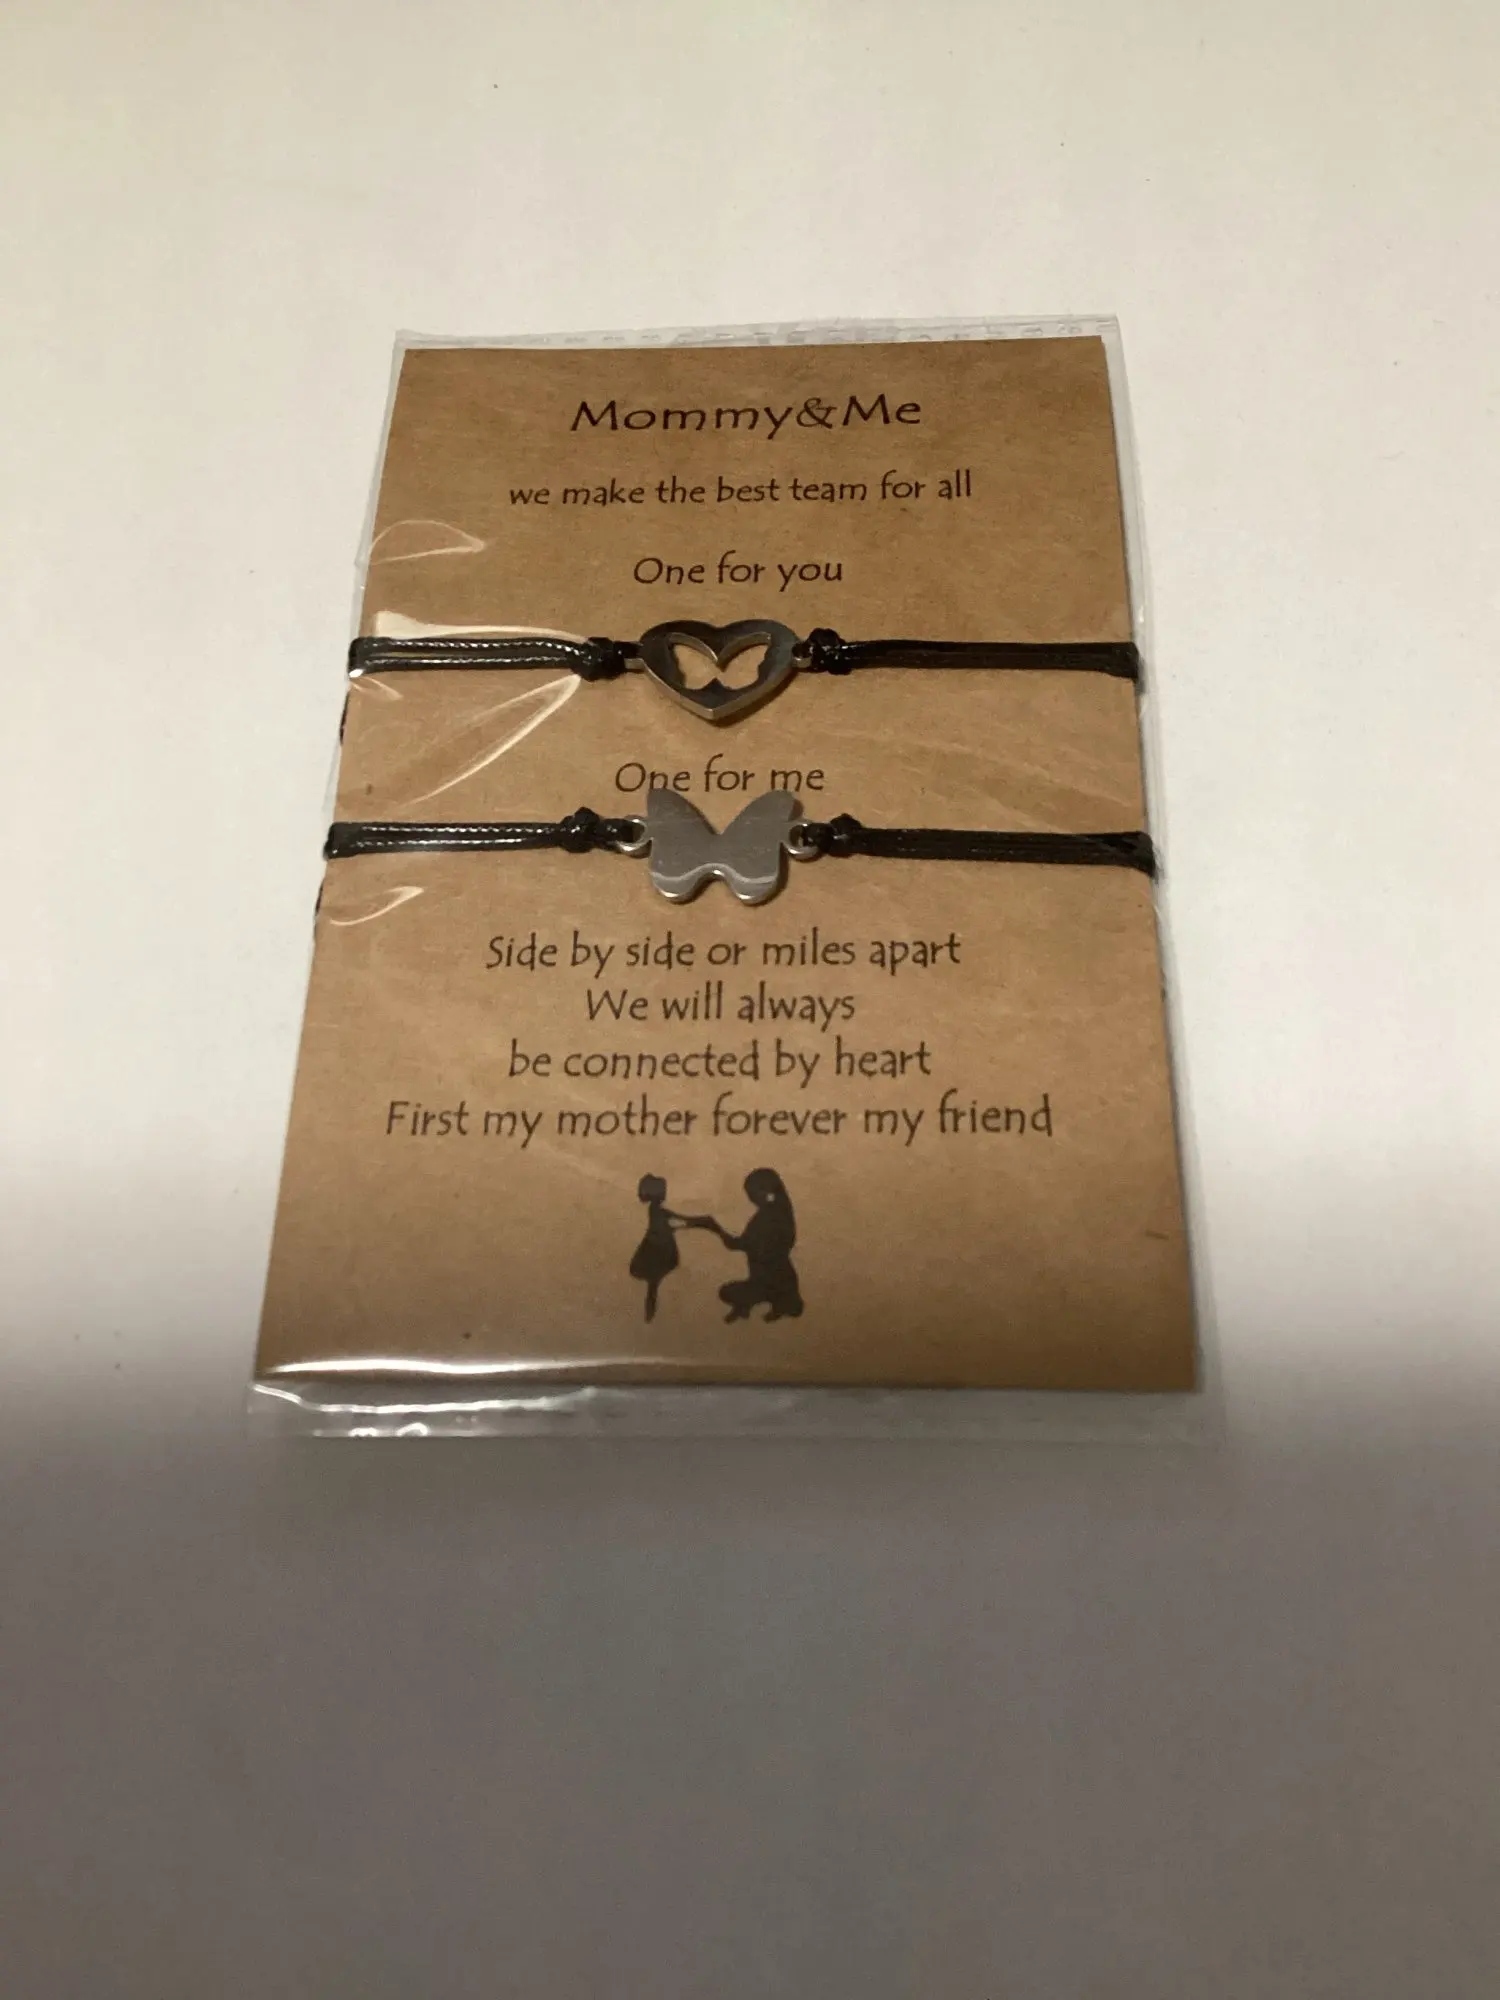 Mommy&Me
we make the best team for all
One for you
One for me
Side by side or miles apart
We will always
be connected by heart
First my mother forever my friend